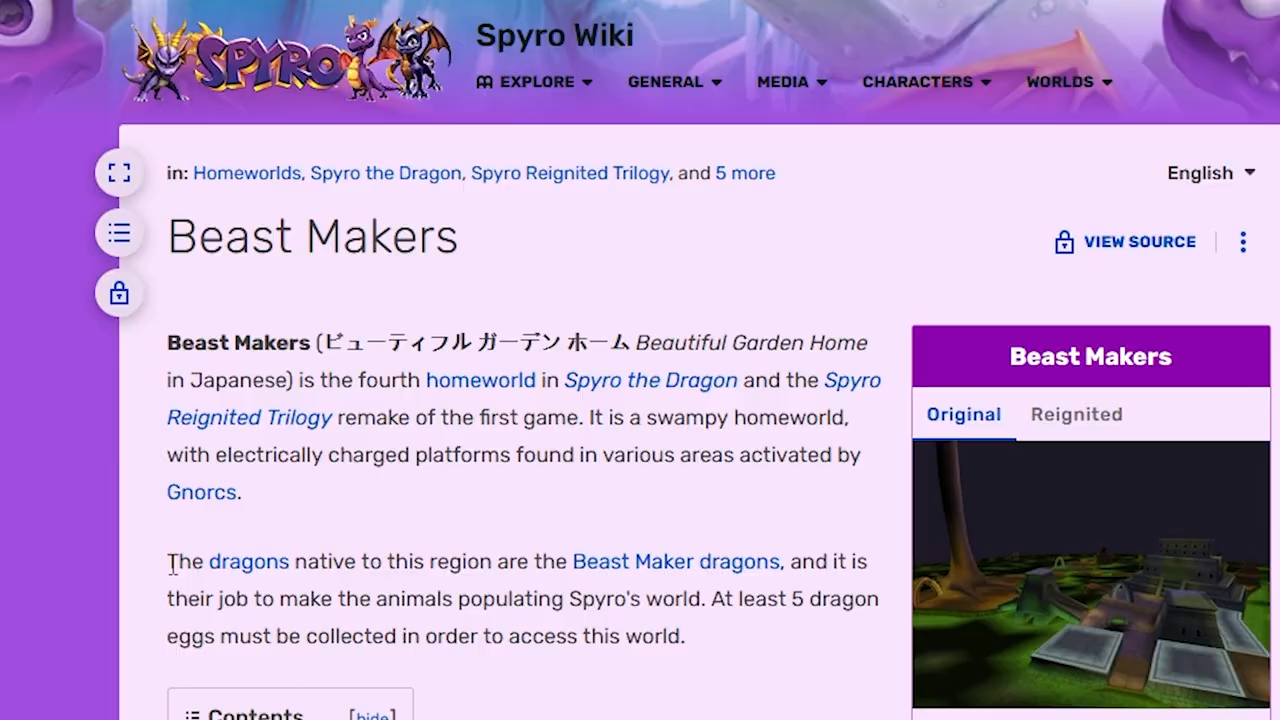 SPYRO
Spyro Wiki
EXPLORE
GENERAL
MEDIA
CHARACTERS
WORLDS
in: Homeworlds, Spyro the Dragon, Spyro Reignited Trilogy, and 5 more
English
Beast Makers
VIEW SOURCE
Beast Makers (ビューティフル ガーデン ホーム Beautiful Garden Home
in Japanese) is the fourth homeworld in Spyro the Dragon and the Spyro
Reignited Trilogy remake of the first game. It is a swampy homeworld,
with electrically charged platforms found in various areas activated by
Gnorcs.
The dragons native to this region are the Beast Maker dragons, and it is
their job to make the animals populating Spyro's world. At least 5 dragon
eggs must be collected in order to access this world.
Contents [hide]
Beast Makers
Original
Reignited